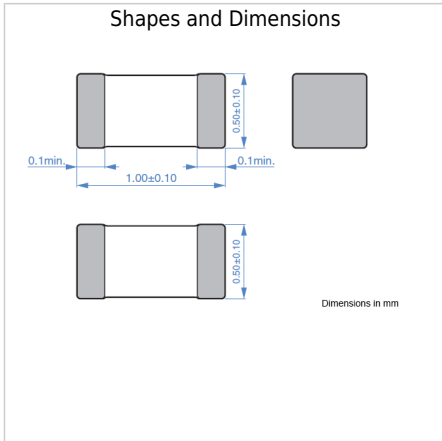 Shapes and Dimensions
0.50±0.10
0.1min.
0.1min.
1.00±0.10
0.50±0.10
Dimensions in mm